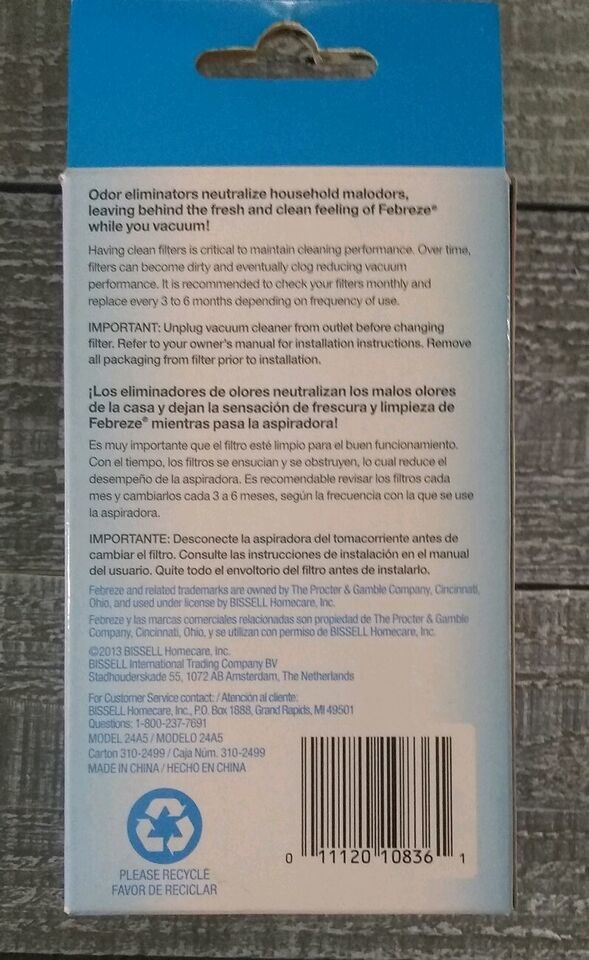 Odor eliminators neutralize household malodors,
leaving behind the fresh and clean feeling of Febreze®
while you vacuum!
Having clean filters is critical to maintain cleaning performance. Over time,
filters can become dirty and eventually clog reducing vacuum
performance. It is recommended to check your filters monthly and
replace every 3 to 6 months depending on frequency of use.
IMPORTANT: Unplug vacuum cleaner from outlet before changing
filter. Refer to your owner's manual for installation instructions. Remove
all packaging from filter prior to installation.
¡Los eliminadores de olores neutralizan los malos olores
de la casa y dejan la sensación de frescura y limpieza de
Febreze® mientras pasa la aspiradora!
Es muy importante que el filtro esté limpio para el buen funcionamiento.
Con el tiempo, los filtros se ensucian y se obstruyen, lo cual reduce el
desempeño de la aspiradora. Es recomendable revisar los filtros cada
mes y cambiarlos cada 3 a 6 meses, según la frecuencia con la que se use
la aspiradora.
IMPORTANTE: Desconecte la aspiradora del tomacorriente antes de
cambiar el filtro. Consulte las instrucciones de instalación en el manual
del usuario. Quite todo el envoltorio del filtro antes de instalarlo.
Febreze and related trademarks are owned by The Procter & Gamble Company, Cincinnati,
Ohio, and used under license by BISSELL Homecare, Inc.
Febreze y las marcas comerciales relacionadas son propiedad de The Procter & Gamble
Company, Cincinnati, Ohio, y se utilizan con permiso de BISSELL Homecare, Inc.
©2013 BISSELL Homecare, Inc.
BISSELL International Trading Company BV
Stadhouderskade 55, 1072 AB Amsterdam, The Netherlands
For Customer Service contact: / Atención al cliente:
BISSELL Homecare, Inc., P.O. Box 1888, Grand Rapids, MI 49501
Questions: 1-800-237-7691
MODEL 24A5 / MODELO 24A5
Carton 310-2499 / Caja Núm. 310-2499
MADE IN CHINA / HECHO EN CHINA
0 11120 10836 1
PLEASE RECYCLE
FAVOR DE RECICLAR